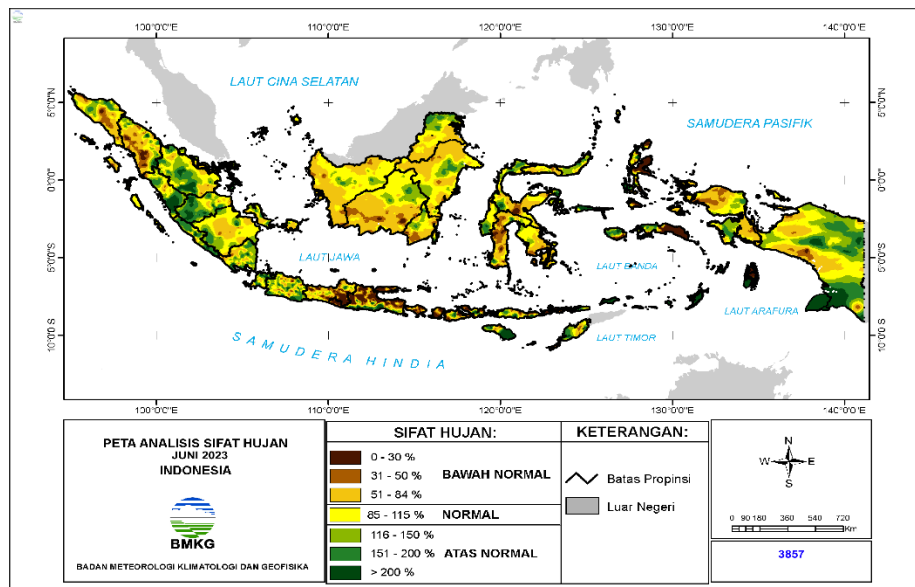 100°0'0"E 110°0'0"E 120°0'0"E 130°0'0"E 140°0'0"E
LAUT CINA SELATAN
SAMUDERA PASIFIK
5°0'0"N 5°0'0"N
0°0'0" 0°0'0"
LAUT JAWA
LAUT BANDA
5°0'0"S 5°0'0"S
LAUT ARAFURA
LAUT TIMOR
10°0'0"S 10°0'0"S
SAMUDERA HINDIA
100°0'0"E 110°0'0"E 120°0'0"E 130°0'0"E 140°0'0"E
PETA ANALISIS SIFAT HUJAN
JUNI 2023
INDONESIA
BMKG
BADAN METEOROLOGI KLIMATOLOGI DAN GEOFISIKA
SIFAT HUJAN:
0 - 30 %
31 - 50 % BAWAH NORMAL
51 - 84 %
85 - 115 % NORMAL
116 - 150 %
151 - 200 % ATAS NORMAL
> 200 %
KETERANGAN:
Batas Propinsi
Luar Negeri
N
W E
S
0 90 180 360 540 720
Km
3857